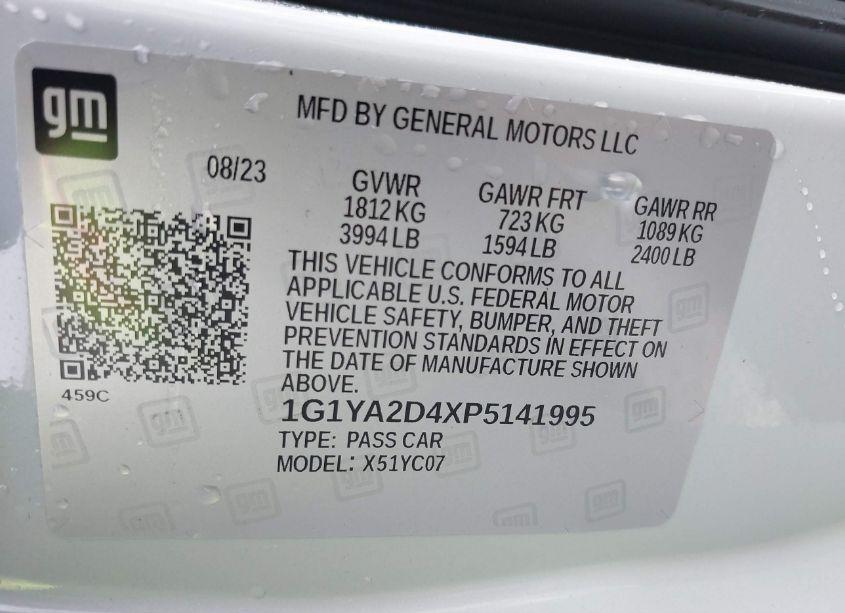 gm
MFD BY GENERAL MOTORS LLC
08/23
GVWR
1812 KG
3994 LB
GAWR FRT
723 KG
1594 LB
GAWR RR
1089 KG
2400 LB
THIS VEHICLE CONFORMS TO ALL
APPLICABLE U.S. FEDERAL MOTOR
VEHICLE SAFETY, BUMPER, AND THEFT
PREVENTION STANDARDS IN EFFECT ON
THE DATE OF MANUFACTURE SHOWN
ABOVE.
459C
1G1YA2D4XP5141995
TYPE: PASS CAR
MODEL: X51YC07